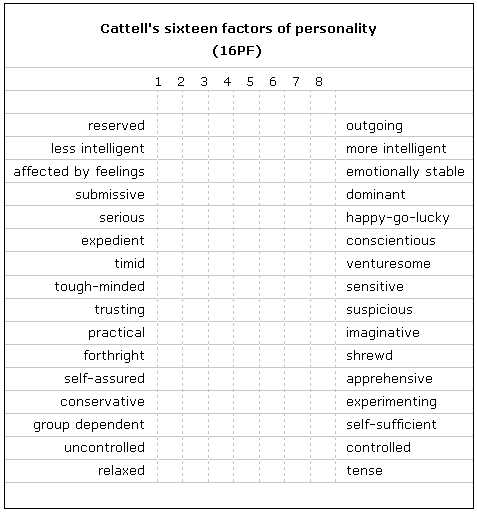 Cattell's sixteen factors of personality
(16PF)
1 2 3 4 5 6 7 8
reserved outgoing
less intelligent more intelligent
affected by feelings emotionally stable
submissive dominant
serious happy-go-lucky
expedient conscientious
timid venturesome
tough-minded sensitive
trusting suspicious
practical imaginative
forthright shrewd
self-assured apprehensive
conservative experimenting
group dependent self-sufficient
uncontrolled controlled
relaxed tense